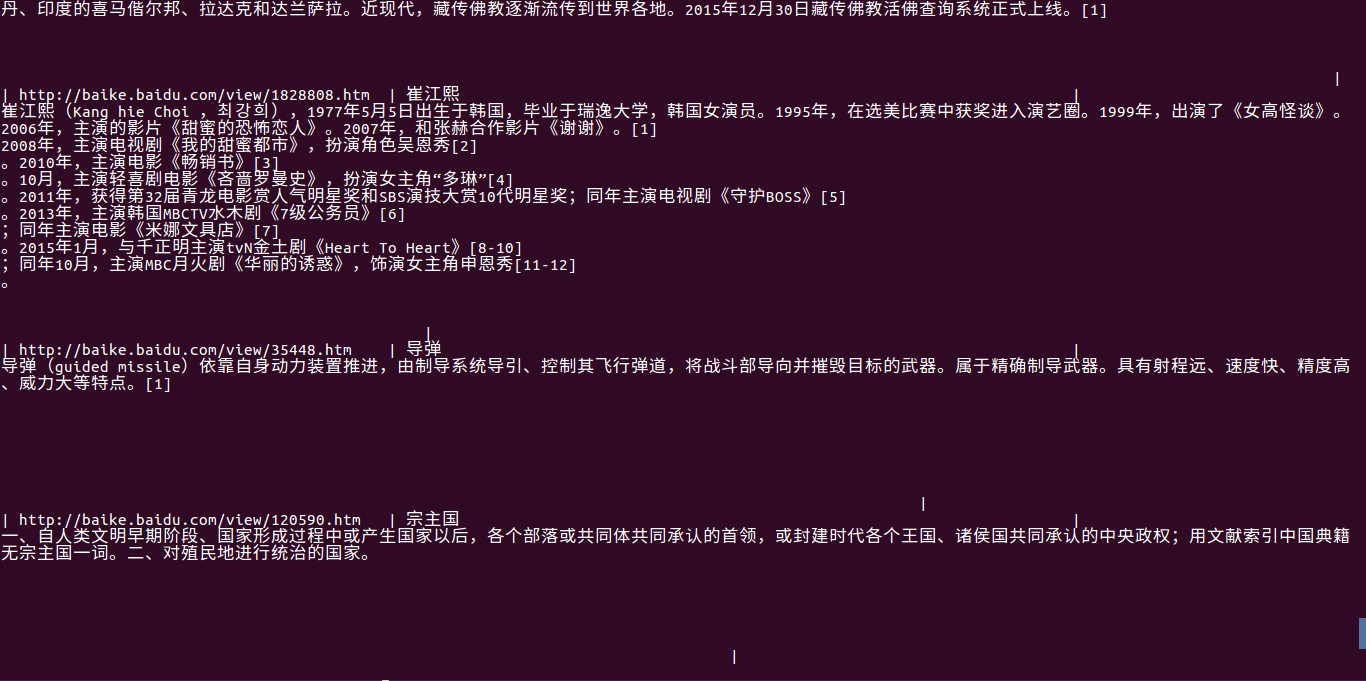 丹、印度的喜马偕尔邦、拉达克和达兰萨拉。近现代，藏传佛教逐渐流传到世界各地。2015年12月30日藏传佛教活佛查询系统正式上线。[1]
|
| http://baike.baidu.com/view/1828808.htm | 崔江熙 |
崔江熙（Kang hie Choi ，최강희），1977年5月5日出生于韩国，毕业于瑞逸大学，韩国女演员。1995年，在选美比赛中获奖进入演艺圈。1999年，出演了《女高怪谈》。
2006年，主演的影片《甜蜜的恐怖恋人》。2007年，和张赫合作影片《谢谢》。[1]
2008年，主演电视剧《我的甜蜜都市》，扮演角色吴恩秀[2]
。2010年，主演电影《畅销书》[3]
。10月，主演轻喜剧电影《吝啬罗曼史》，扮演女主角“多琳”[4]
。2011年，获得第32届青龙电影赏人气明星奖和SBS演技大赏10代明星奖；同年主演电视剧《守护BOSS》[5]
。2013年，主演韩国MBCTV水木剧《7级公务员》[6]
；同年主演电影《米娜文具店》[7]
。2015年1月，与千正明主演tvN金土剧《Heart To Heart》[8-10]
；同年10月，主演MBC月火剧《华丽的诱惑》，饰演女主角申恩秀[11-12]
。
|
| http://baike.baidu.com/view/35448.htm | 导弹 |
导弹（guided missile）依靠自身动力装置推进，由制导系统导引、控制其飞行弹道，将战斗部导向并摧毁目标的武器。属于精确制导武器。具有射程远、速度快、精度高
、威力大等特点。[1]
|
| http://baike.baidu.com/view/120590.htm | 宗主国 |
一、自人类文明早期阶段、国家形成过程中或产生国家以后，各个部落或共同体共同承认的首领，或封建时代各个王国、诸侯国共同承认的中央政权；用文献索引中国典籍
无宗主国一词。二、对殖民地进行统治的国家。
|